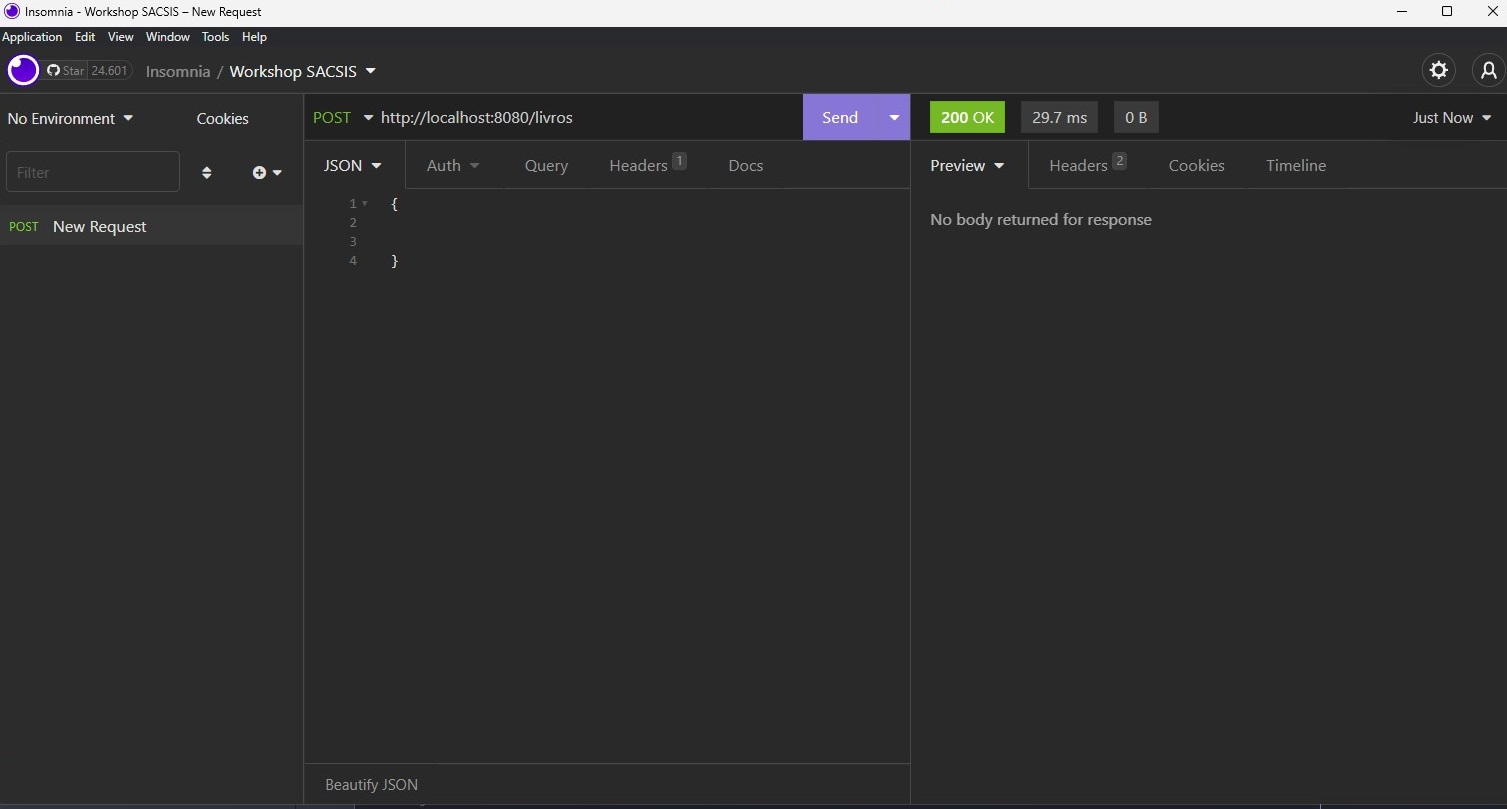 Insomnia - Workshop SACSIS – New Request
Application Edit View Window Tools Help
Star 24.601 Insomnia / Workshop SACSIS
No Environment Cookies
POST http://localhost:8080/livros Send
200 OK 29.7 ms 0 B Just Now
Filter
JSON Auth Query Headers 1 Docs
Preview Headers 2 Cookies Timeline
POST New Request
1 {
2
3
4 }
No body returned for response
Beautify JSON